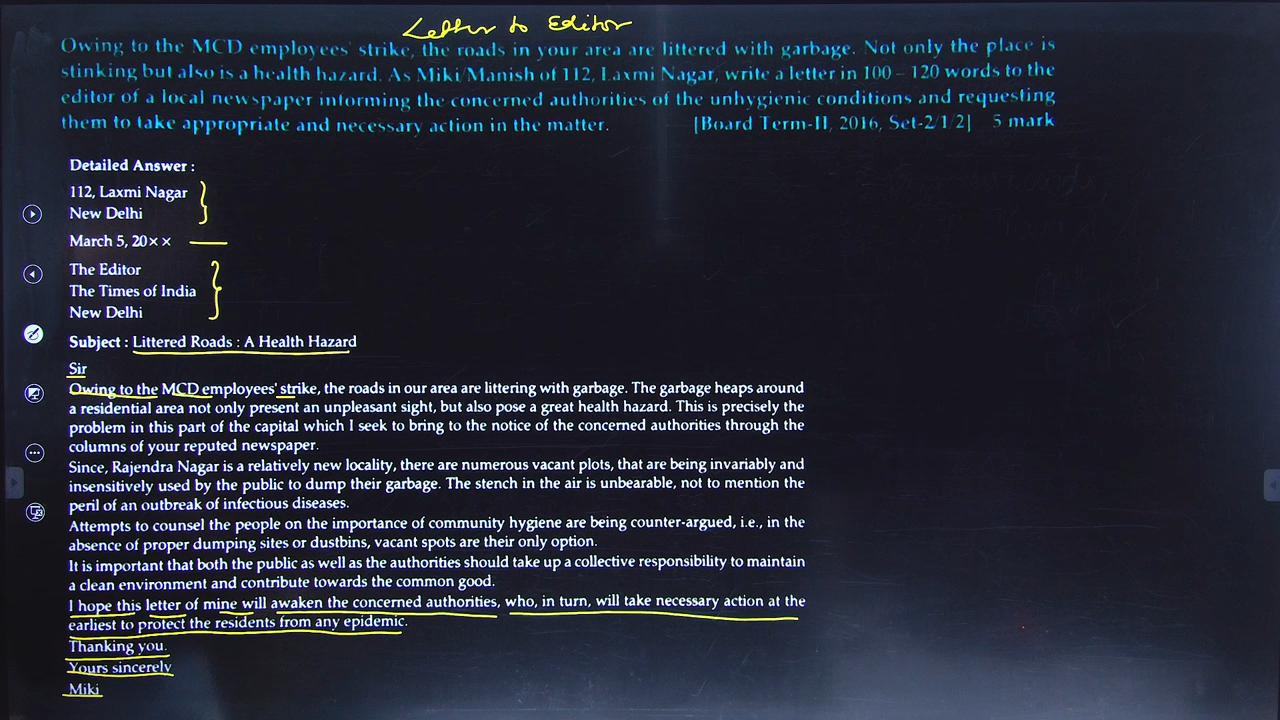 Letter to Editor
Owing to the MCD employees' strike, the roads in your area are littered with garbage. Not only the place is
stinking but also is a health hazard. As Miki/Manish of 112, Laxmi Nagar, write a letter in 100 – 120 words to the
editor of a local newspaper informing the concerned authorities of the unhygienic conditions and requesting
them to take appropriate and necessary action in the matter. [Board Term-II, 2016, Set-2/1/2] 5 mark
Detailed Answer :
112, Laxmi Nagar
New Delhi
March 5, 20××
The Editor
The Times of India
New Delhi
Subject : Littered Roads : A Health Hazard
Sir
Owing to the MCD employees' strike, the roads in our area are littering with garbage. The garbage heaps around
a residential area not only present an unpleasant sight, but also pose a great health hazard. This is precisely the
problem in this part of the capital which I seek to bring to the notice of the concerned authorities through the
columns of your reputed newspaper.
Since, Rajendra Nagar is a relatively new locality, there are numerous vacant plots, that are being invariably and
insensitively used by the public to dump their garbage. The stench in the air is unbearable, not to mention the
peril of an outbreak of infectious diseases.
Attempts to counsel the people on the importance of community hygiene are being counter-argued, i.e., in the
absence of proper dumping sites or dustbins, vacant spots are their only option.
It is important that both the public as well as the authorities should take up a collective responsibility to maintain
a clean environment and contribute towards the common good.
I hope this letter of mine will awaken the concerned authorities, who, in turn, will take necessary action at the
earliest to protect the residents from any epidemic.
Thanking you.
Yours sincerely
Miki